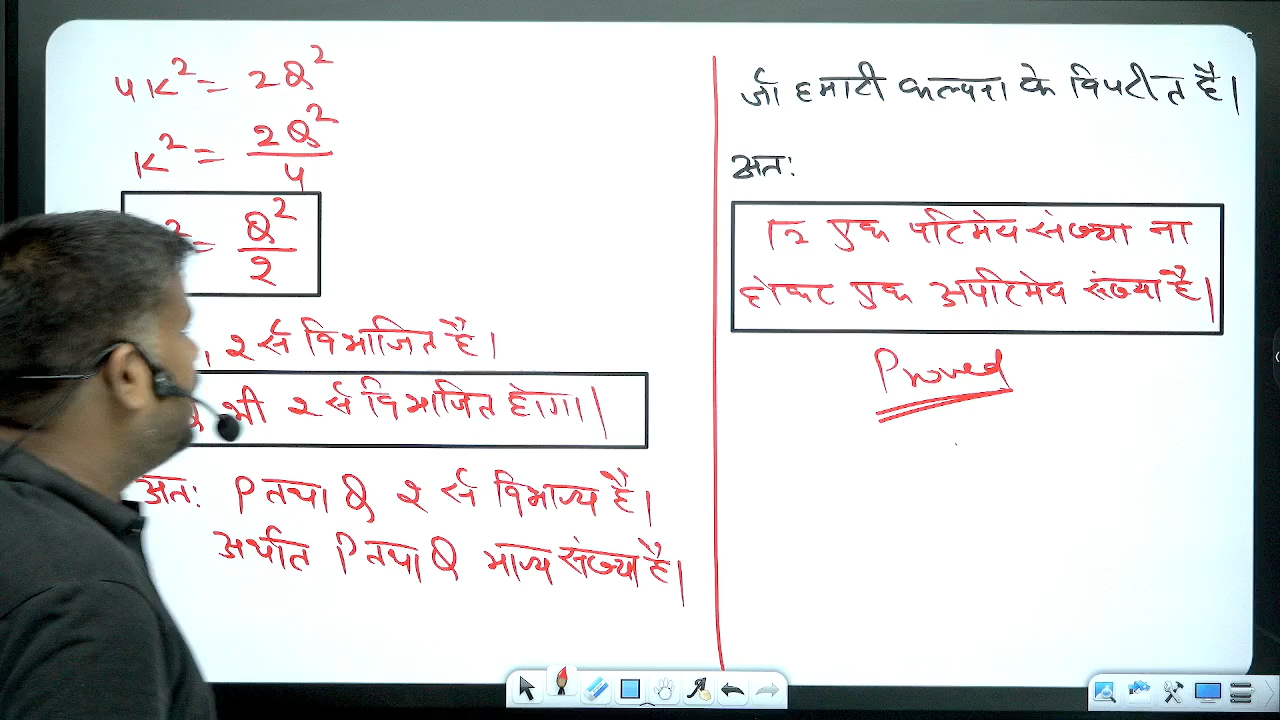 4K² = 2Q²
K² = 2Q²/4
² = Q²/2
, 2 से विभाजित है।
भी 2 से विभाजित होगा।
अतः P तथा Q 2 से विभाज्य है।
अर्थात P तथा Q भाज्य संख्या है।
जो हमारी कल्पना के विपरीत है।
अतः
√2 एक परिमेय संख्या ना
होकर एक अपरिमेय संख्या है।
Proved